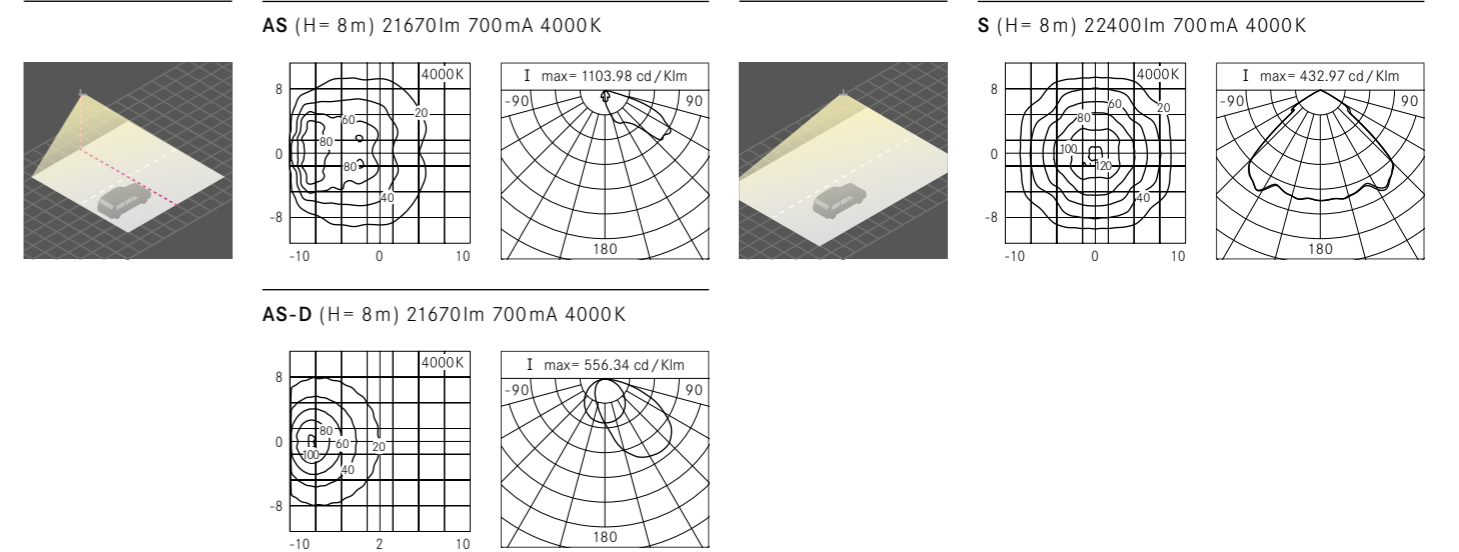 AS (H= 8m) 21670lm 700mA 4000K
4000K
8
0
-8
-10 0 10
20
60
80
80
40
I max= 1103.98 cd/Klm
-90 90
180
S (H= 8m) 22400lm 700mA 4000K
4000K
8
0
-8
-10 0 10
60
20
80
100
120
40
I max= 432.97 cd/Klm
-90 90
180
AS-D (H= 8m) 21670lm 700mA 4000K
4000K
8
0
-8
-10 2 10
80
60
20
100
40
I max= 556.34 cd/Klm
-90 90
180